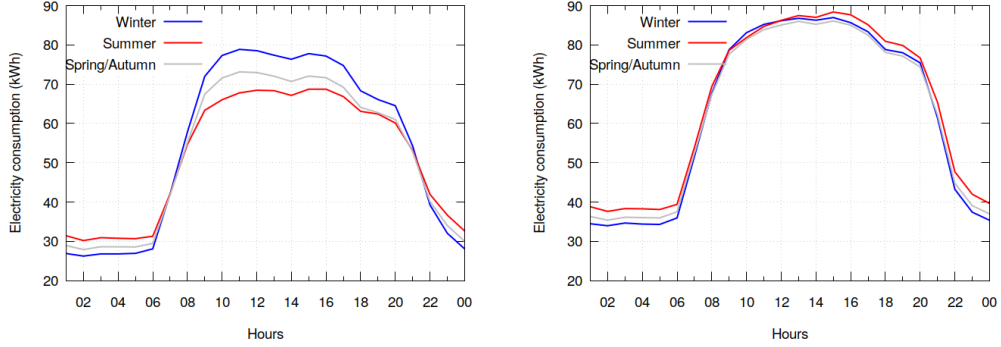 90
80
70
60
50
40
30
20
Electricity consumption (kWh)
Winter
Summer
Spring/Autumn
02 04 06 08 10 12 14 16 18 20 22 00
Hours
90
80
70
60
50
40
30
20
Electricity consumption (kWh)
Winter
Summer
Spring/Autumn
02 04 06 08 10 12 14 16 18 20 22 00
Hours